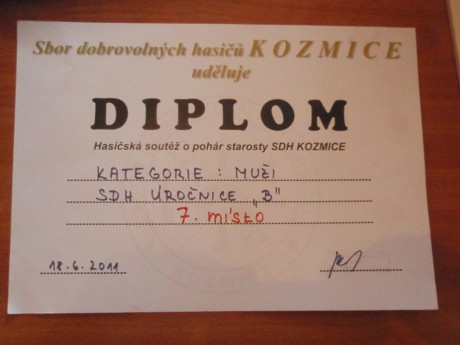 Sbor dobrovolných hasičů KOZMICE
uděluje
DIPLOM
Hasičská soutěž o pohár starosty SDH KOZMICE
KATEGORIE : MUŽI
SDH ÚROČNICE „B"
7. MÍSTO
18.6.2011